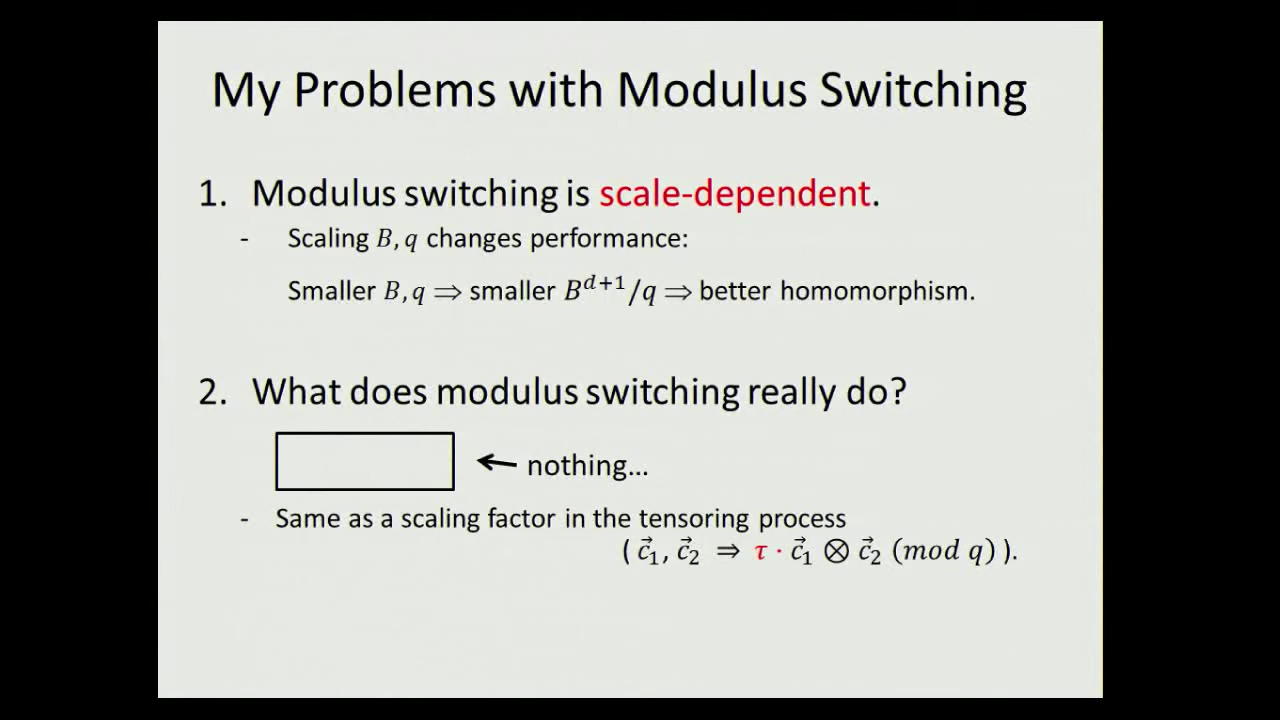 My Problems with Modulus Switching
1. Modulus switching is scale-dependent.
- Scaling B, q changes performance:
Smaller B, q ⟹ smaller B^{d+1}/q ⟹ better homomorphism.
2. What does modulus switching really do?
nothing...
- Same as a scaling factor in the tensoring process
( c⃗₁, c⃗₂ ⇒ τ · c⃗₁ ⊗ c⃗₂ (mod q) ).